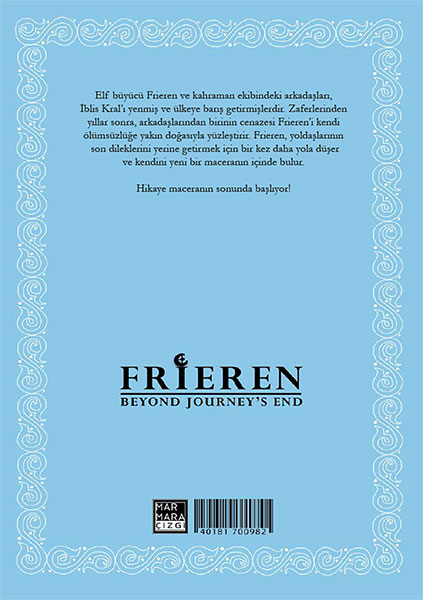 Elf büyücü Frieren ve kahraman ekibindeki arkadaşları,
İblis Kral'ı yenmiş ve ülkeye barış getirmişlerdir. Zaferlerinden
yıllar sonra, arkadaşlarından birinin cenazesi Frieren'i kendi
ölümsüzlüğe yakın doğasıyla yüzleştirir. Frieren, yoldaşlarının
son dileklerini yerine getirmek için bir kez daha yola düşer
ve kendini yeni bir maceranın içinde bulur.
Hikaye maceranın sonunda başlıyor!
FRIEREN
BEYOND JOURNEY'S END
MAR
MARA
ÇİZGİ
40181 700982